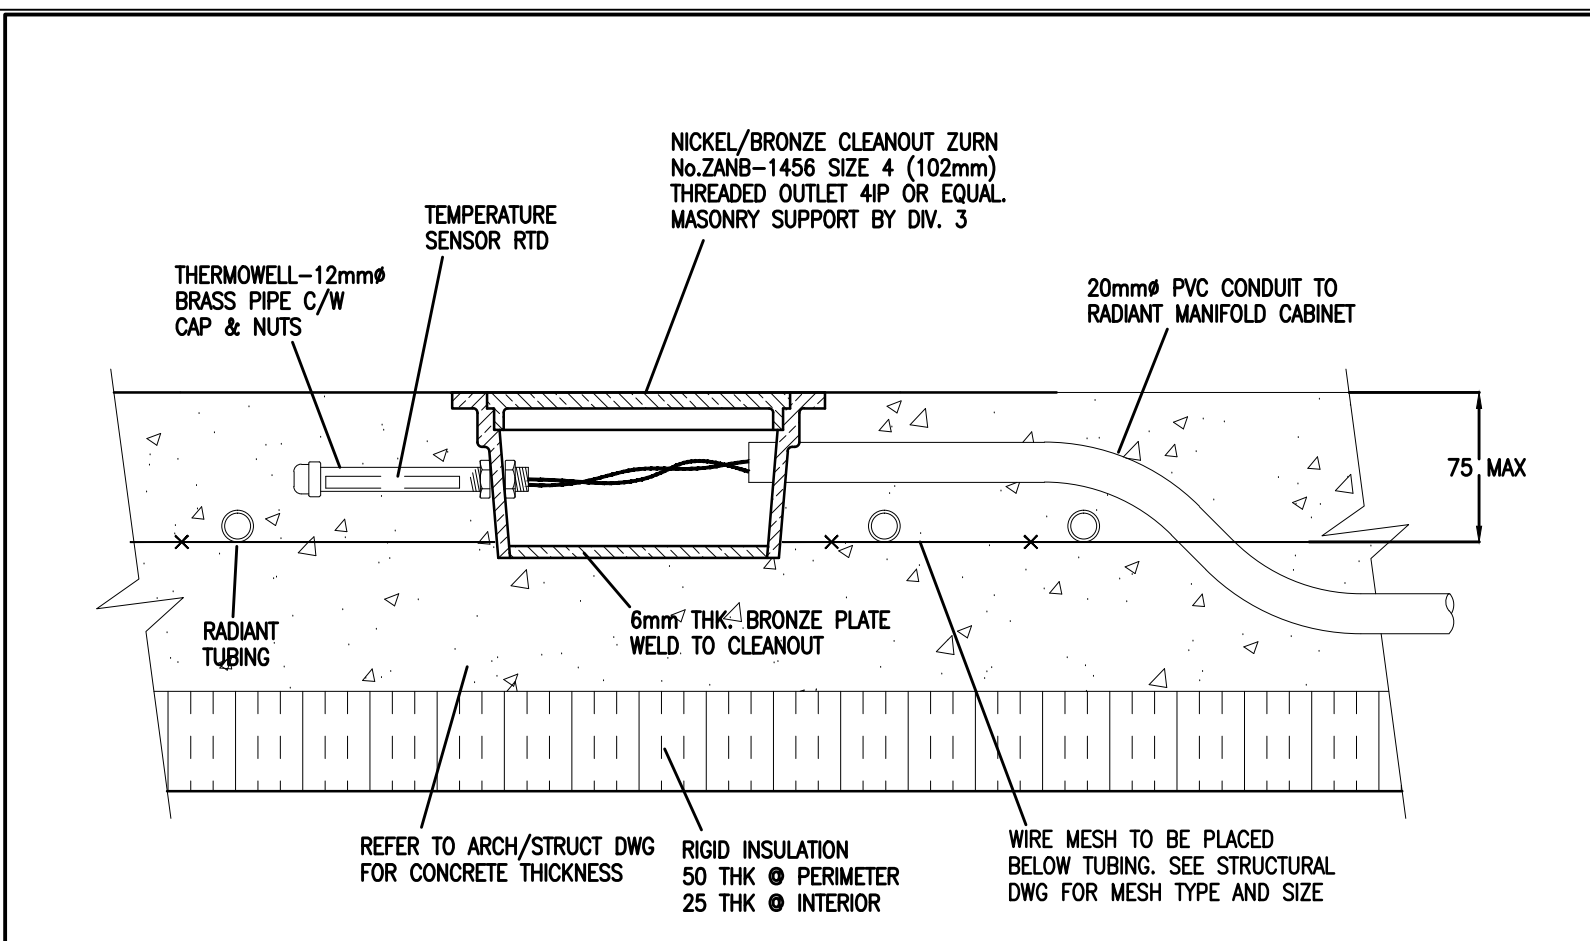 NICKEL/BRONZE CLEANOUT ZURN
No.ZANB-1456 SIZE 4 (102mm)
THREADED OUTLET 4IP OR EQUAL.
MASONRY SUPPORT BY DIV. 3
TEMPERATURE
SENSOR RTD
THERMOWELL-12mmø
BRASS PIPE C/W
CAP & NUTS
20mmø PVC CONDUIT TO
RADIANT MANIFOLD CABINET
75 MAX
6mm THK. BRONZE PLATE
WELD TO CLEANOUT
RADIANT
TUBING
REFER TO ARCH/STRUCT DWG
FOR CONCRETE THICKNESS
RIGID INSULATION
50 THK @ PERIMETER
25 THK @ INTERIOR
WIRE MESH TO BE PLACED
BELOW TUBING. SEE STRUCTURAL
DWG FOR MESH TYPE AND SIZE